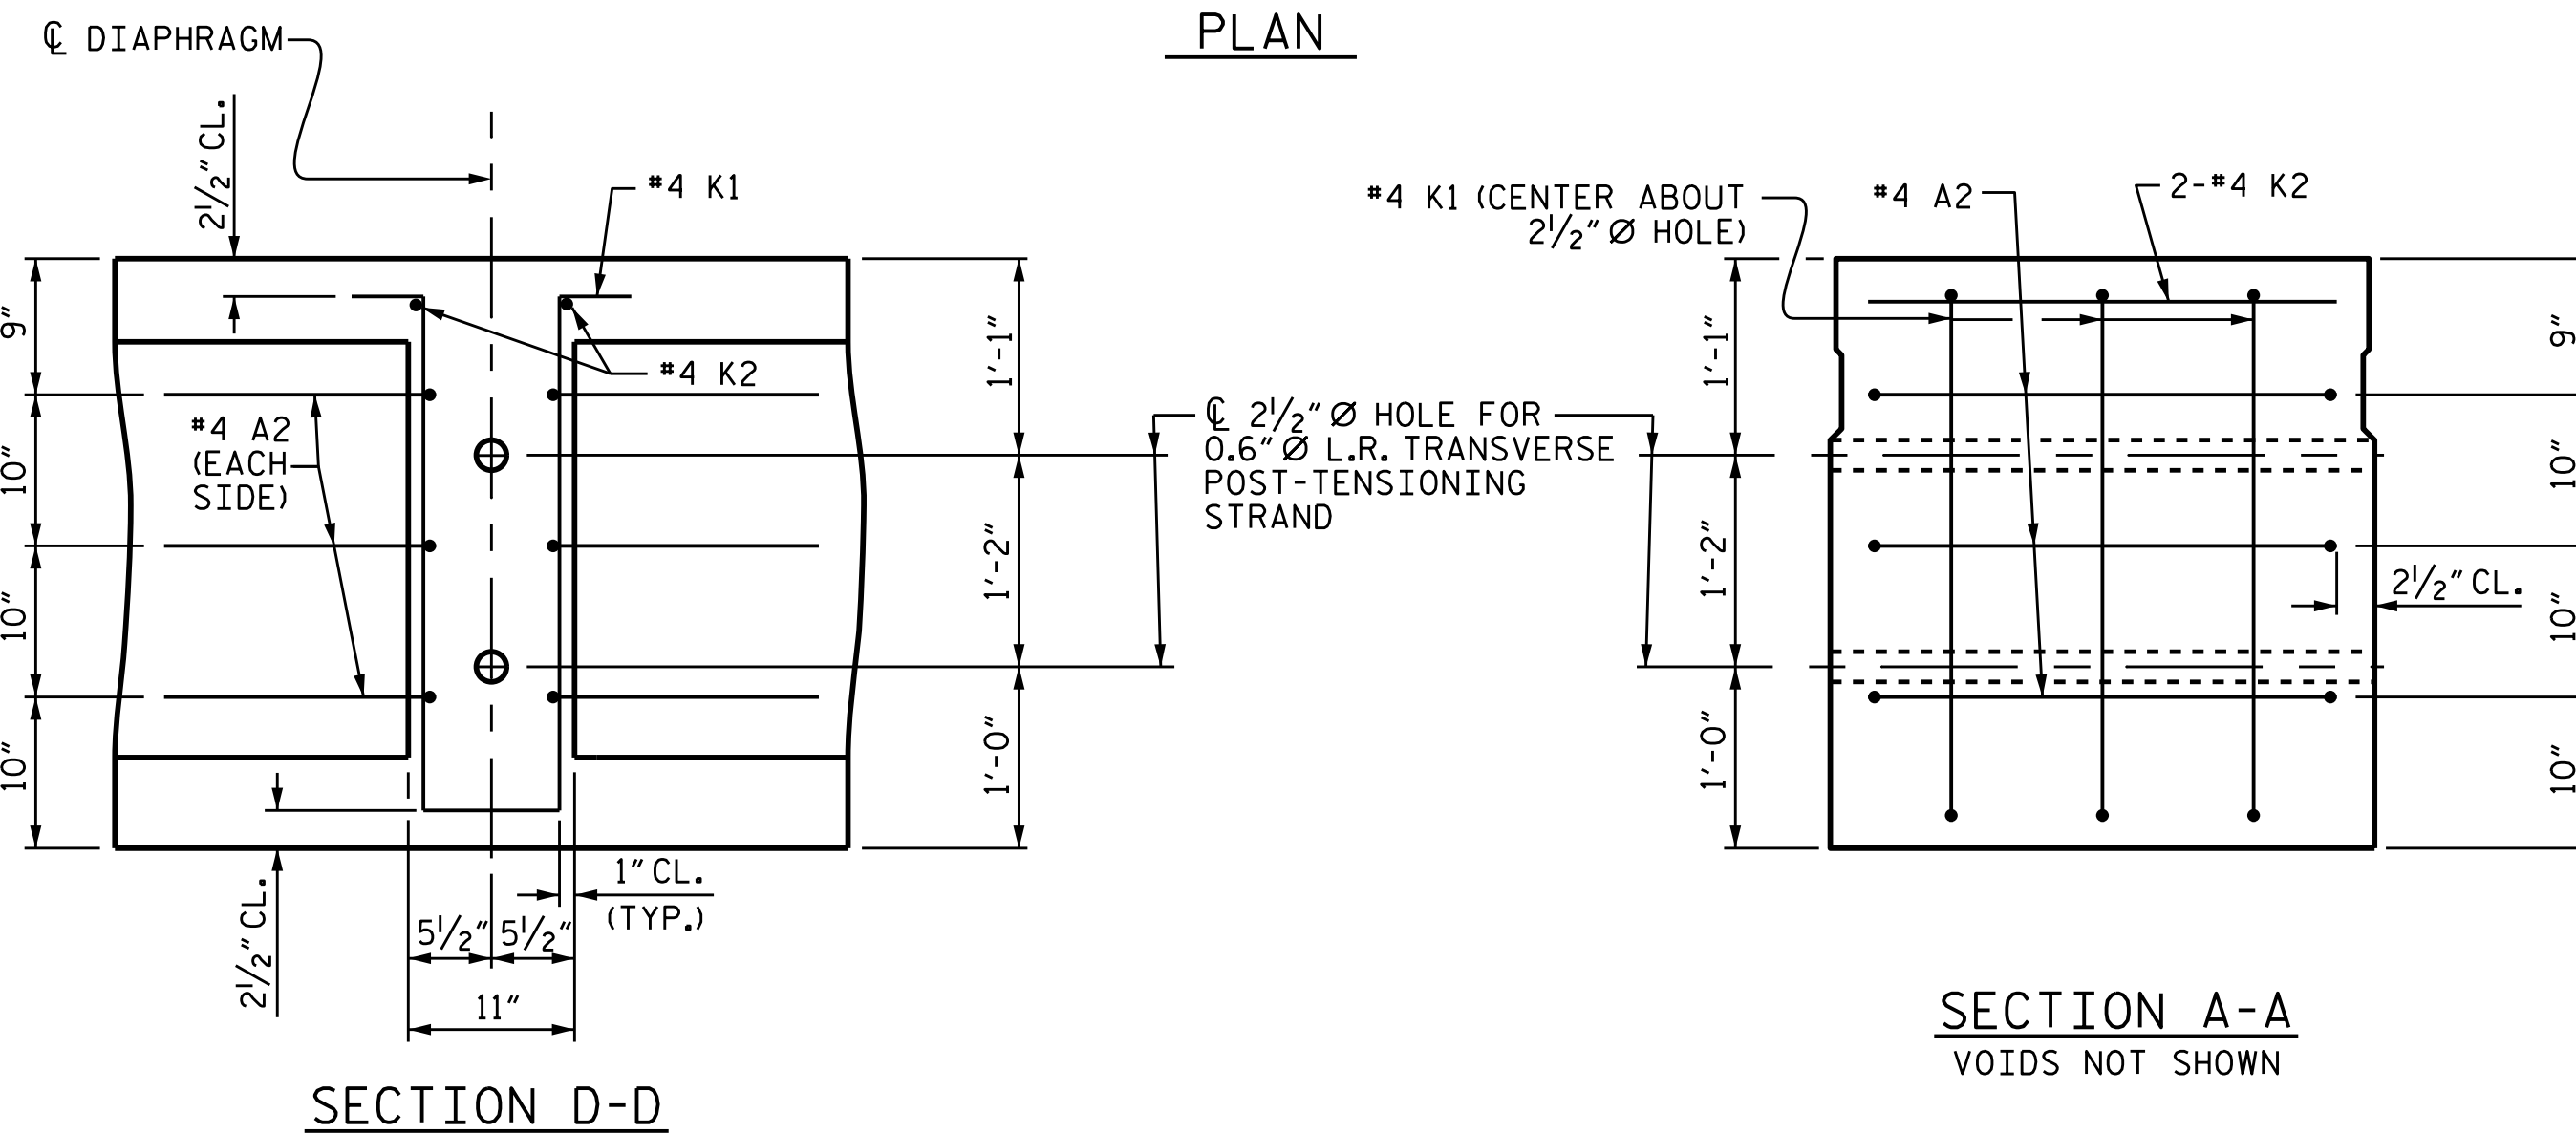 PLAN
℄ DIAPHRAGM
2½" CL.
#4 K1
#4 K2
#4 A2
(EACH
SIDE)
9"
10"
10"
10"
1'-1"
1'-2"
1'-0"
2½" CL.
1" CL.
(TYP.)
5½"
5½"
11"
SECTION D-D
℄ 2½" Ø HOLE FOR
0.6" Ø L.R. TRANSVERSE
POST-TENSIONING
STRAND
#4 K1 (CENTER ABOUT
2½" Ø HOLE)
#4 A2
2-#4 K2
1'-1"
1'-2"
1'-0"
9"
10"
10"
10"
2½" CL.
SECTION A-A
VOIDS NOT SHOWN